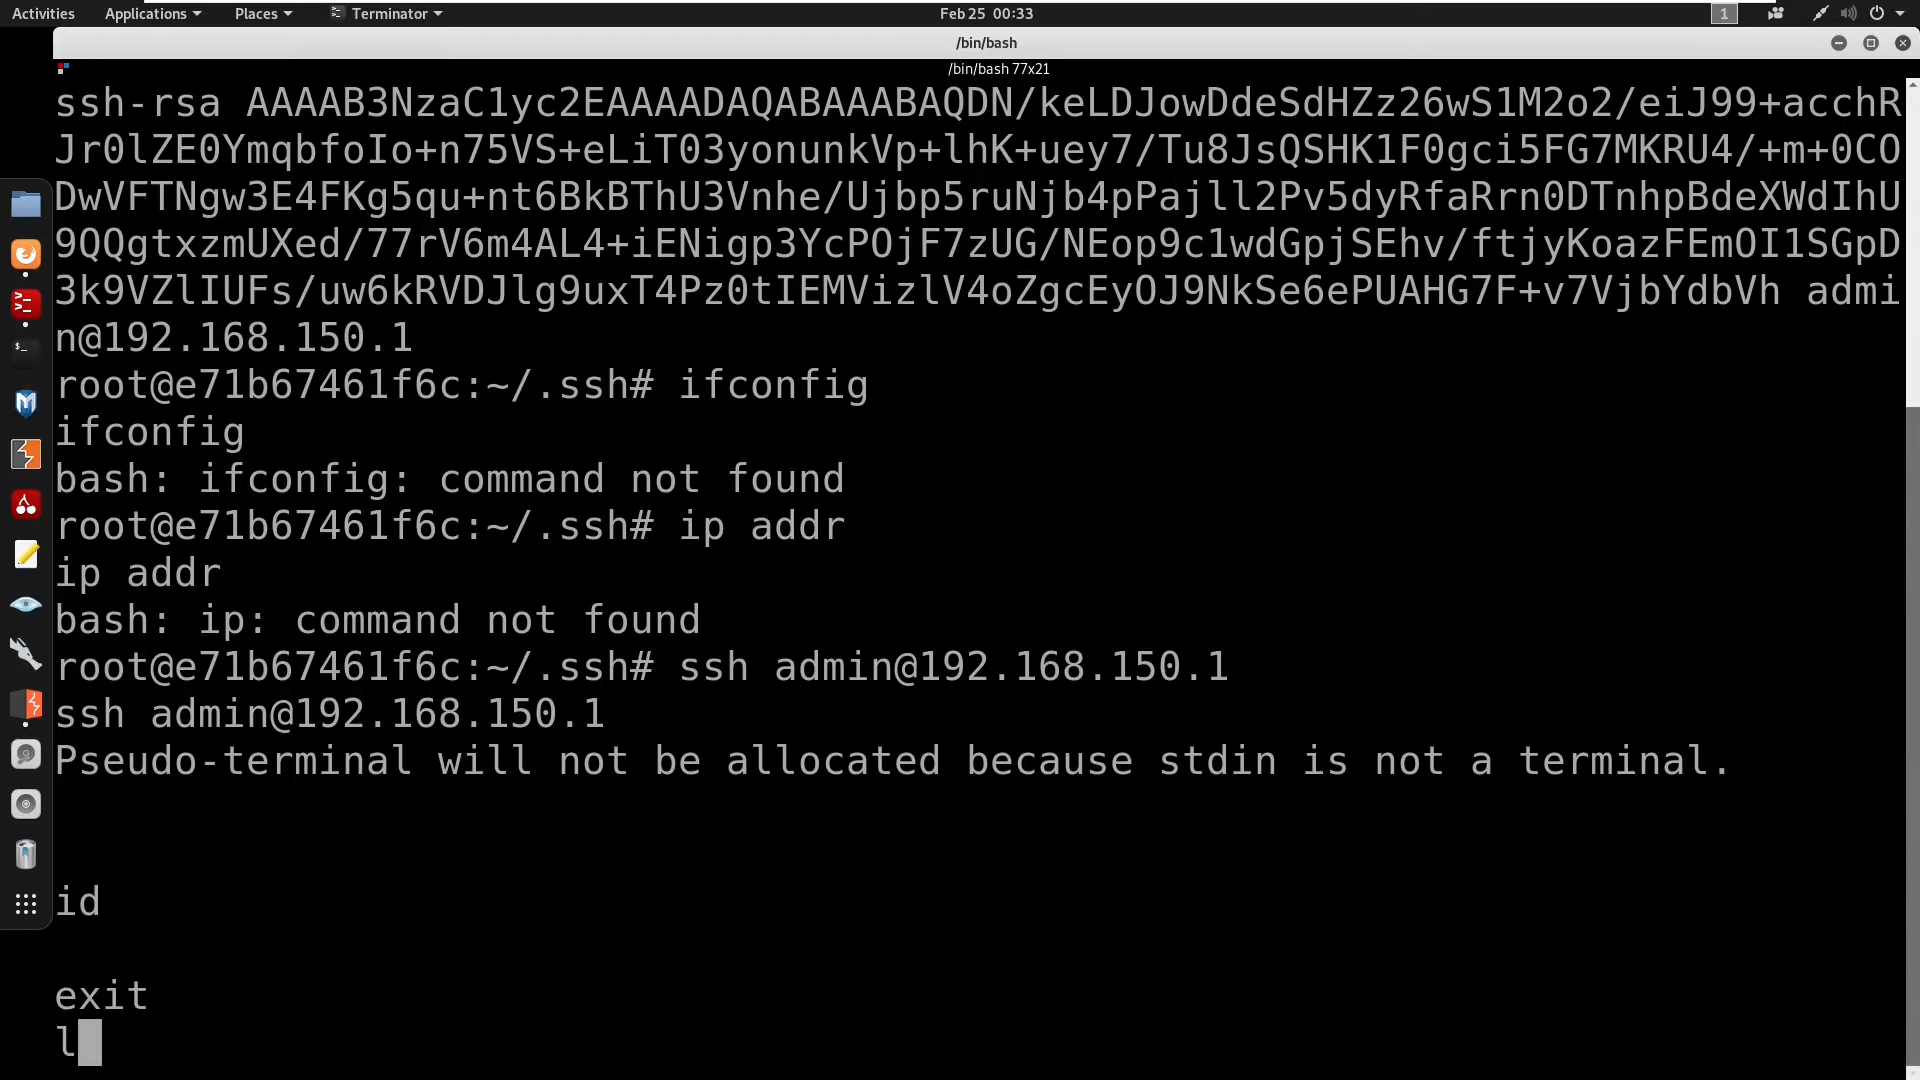 Activities Applications Places Terminator Feb 25 00:33 1
/bin/bash
/bin/bash 77x21
ssh-rsa AAAAB3NzaC1yc2EAAAADAQABAAABAQDN/keLDJowDdeSdHZz26wS1M2o2/eiJ99+acchR
Jr0lZE0YmqbfoIo+n75VS+eLiT03yonunkVp+lhK+uey7/Tu8JsQSHK1F0gci5FG7MKRU4/+m+0CO
DwVFTNgw3E4FKg5qu+nt6BkBThU3Vnhe/Ujbp5ruNjb4pPajll2Pv5dyRfaRrn0DTnhpBdeXWdIhU
9QQgtxzmUXed/77rV6m4AL4+iENigp3YcPOjF7zUG/NEop9c1wdGpjSEhv/ftjyKoazFEmOI1SGpD
3k9VZlIUFs/uw6kRVDJlg9uxT4Pz0tIEMVizlV4oZgcEyOJ9NkSe6ePUAHG7F+v7VjbYdbVh admi
n@192.168.150.1
root@e71b67461f6c:~/.ssh# ifconfig
ifconfig
bash: ifconfig: command not found
root@e71b67461f6c:~/.ssh# ip addr
ip addr
bash: ip: command not found
root@e71b67461f6c:~/.ssh# ssh admin@192.168.150.1
ssh admin@192.168.150.1
Pseudo-terminal will not be allocated because stdin is not a terminal.
id
exit
l